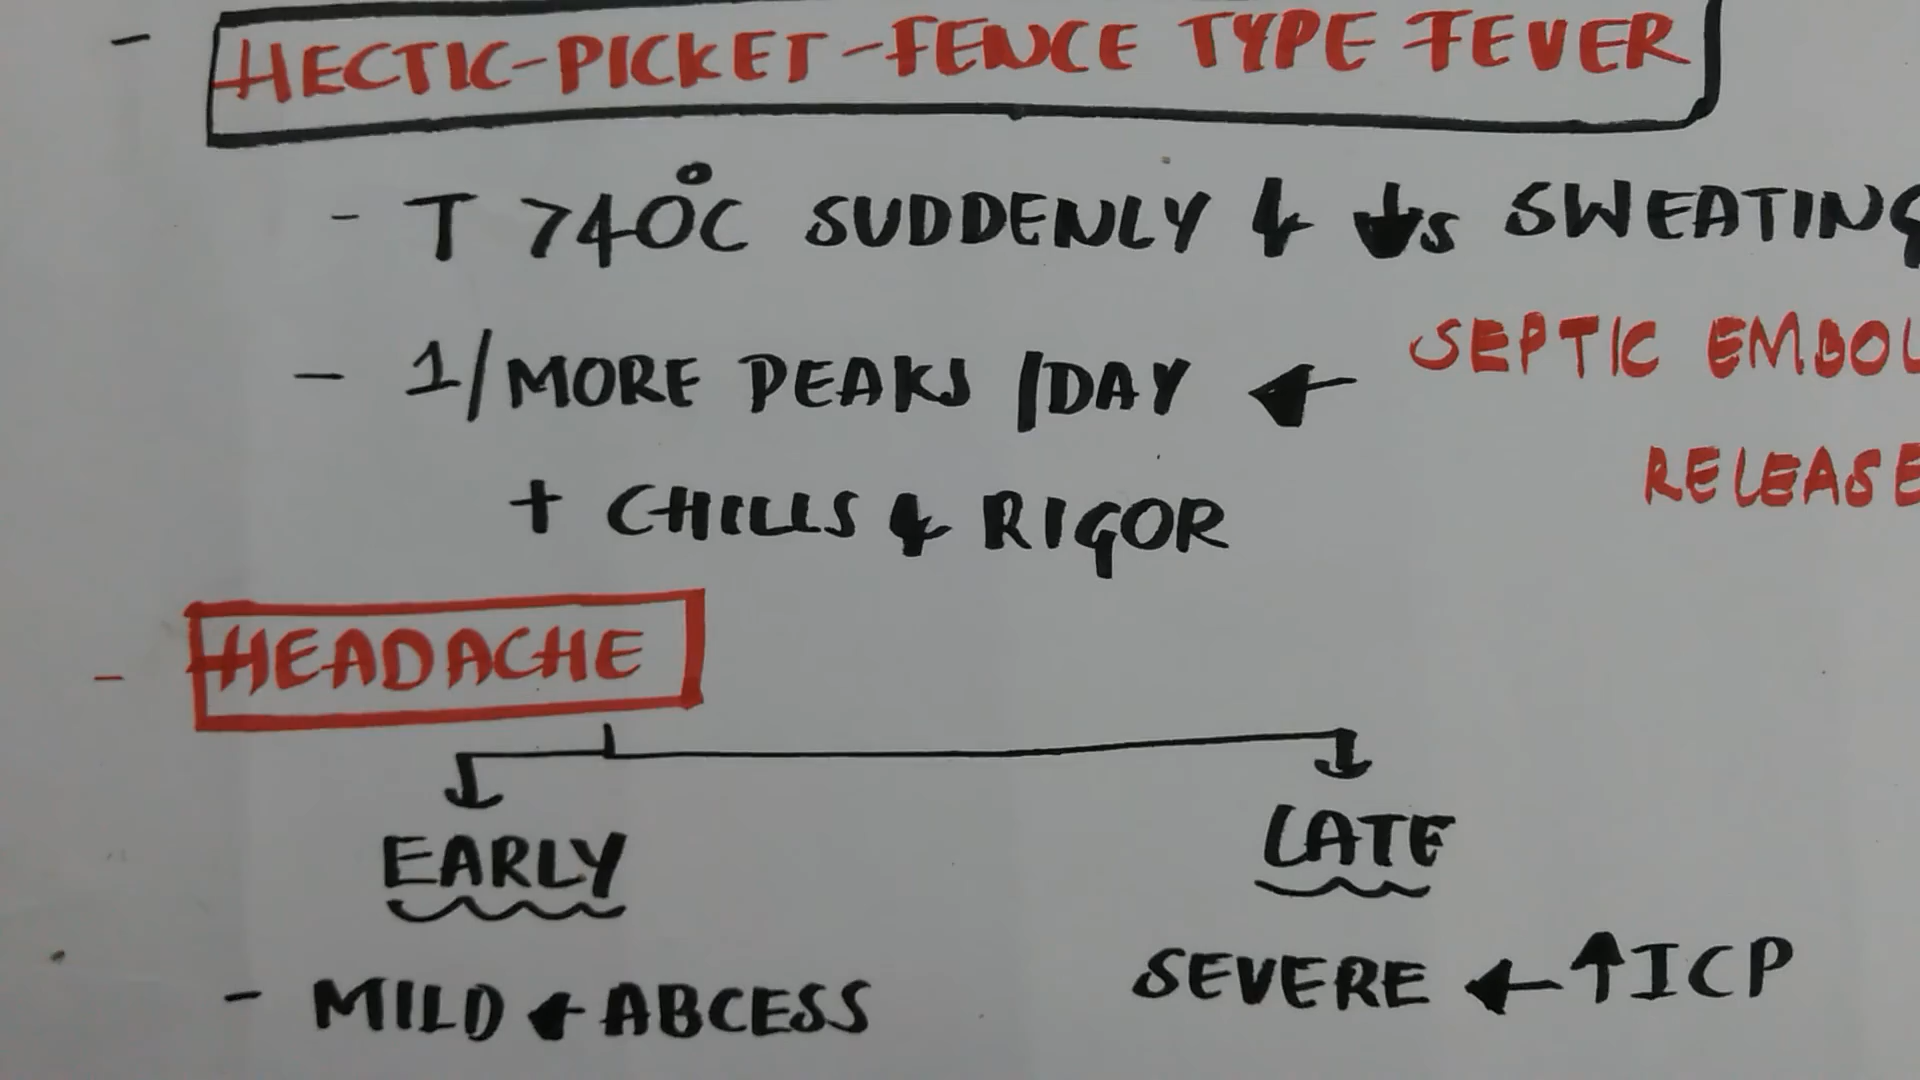 - HECTIC-PICKET-FENCE TYPE FEVER
- T >40°C SUDDENLY & ↓s SWEATING
- 1/MORE PEAKS /DAY ← SEPTIC EMBOL
RELEASE
+ CHILLS & RIGOR
- HEADACHE
EARLY
LATE
- MILD ← ABCESS
SEVERE ← ↑ICP